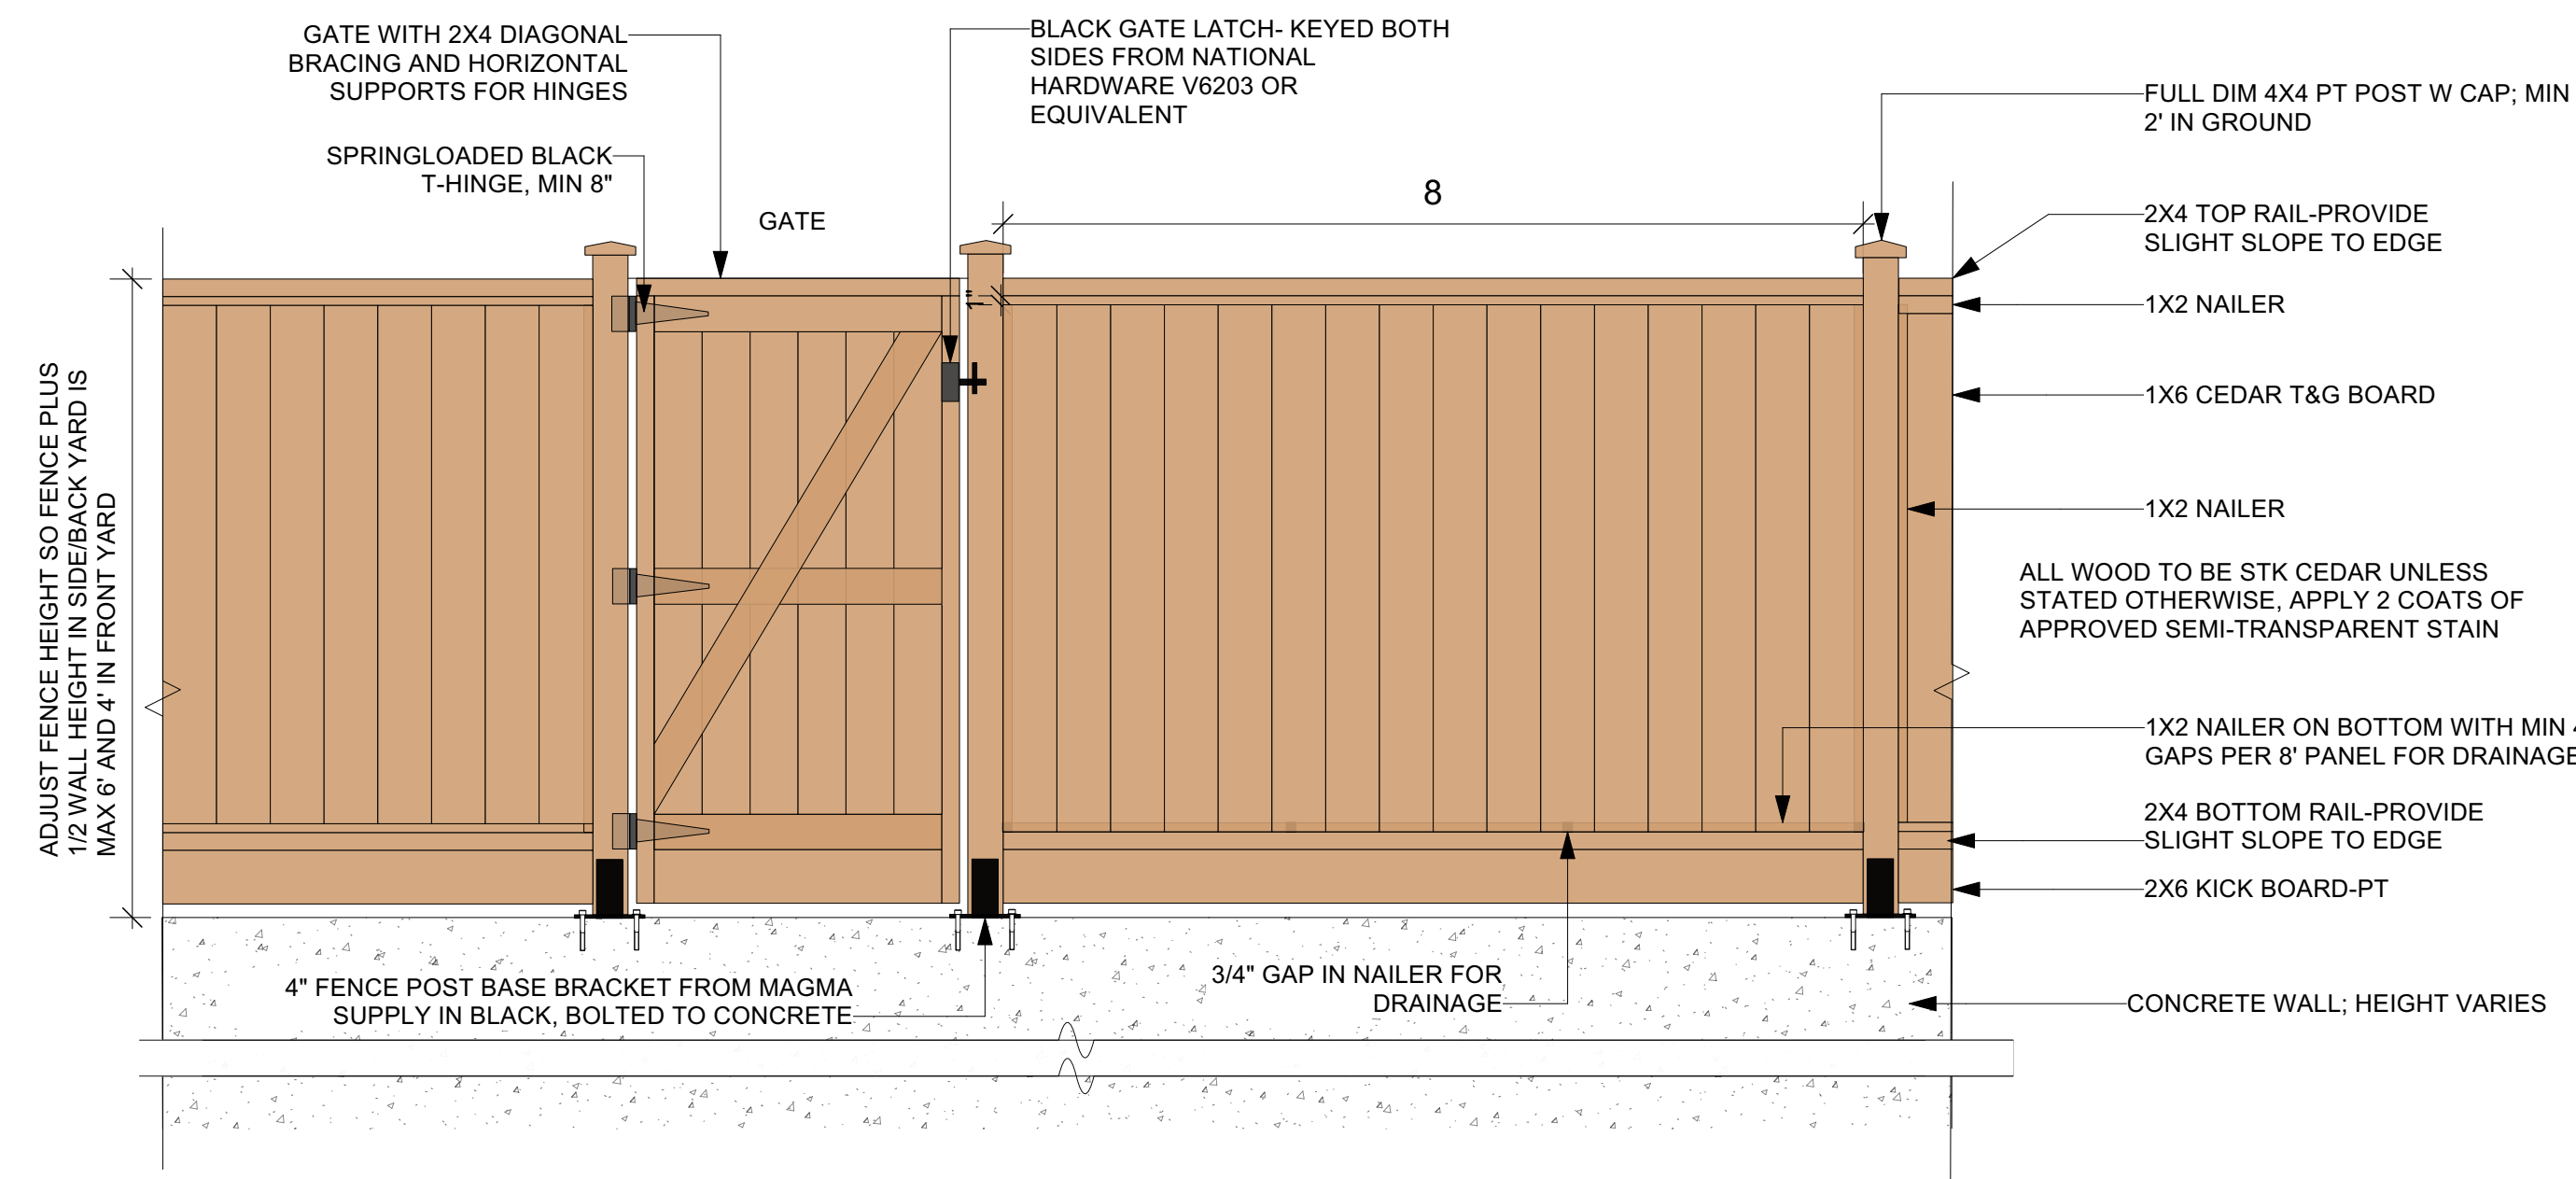 GATE WITH 2X4 DIAGONAL
BRACING AND HORIZONTAL
SUPPORTS FOR HINGES
SPRINGLOADED BLACK
T-HINGE, MIN 8"
GATE
BLACK GATE LATCH- KEYED BOTH
SIDES FROM NATIONAL
HARDWARE V6203 OR
EQUIVALENT
8
1"
FULL DIM 4X4 PT POST W CAP; MIN
2' IN GROUND
2X4 TOP RAIL-PROVIDE
SLIGHT SLOPE TO EDGE
1X2 NAILER
1X6 CEDAR T&G BOARD
1X2 NAILER
ALL WOOD TO BE STK CEDAR UNLESS
STATED OTHERWISE, APPLY 2 COATS OF
APPROVED SEMI-TRANSPARENT STAIN
1X2 NAILER ON BOTTOM WITH MIN 4
GAPS PER 8' PANEL FOR DRAINAGE
2X4 BOTTOM RAIL-PROVIDE
SLIGHT SLOPE TO EDGE
2X6 KICK BOARD-PT
CONCRETE WALL; HEIGHT VARIES
ADJUST FENCE HEIGHT SO FENCE PLUS
1/2 WALL HEIGHT IN SIDE/BACK YARD IS
MAX 6' AND 4' IN FRONT YARD
4" FENCE POST BASE BRACKET FROM MAGMA
SUPPLY IN BLACK, BOLTED TO CONCRETE
3/4" GAP IN NAILER FOR
DRAINAGE